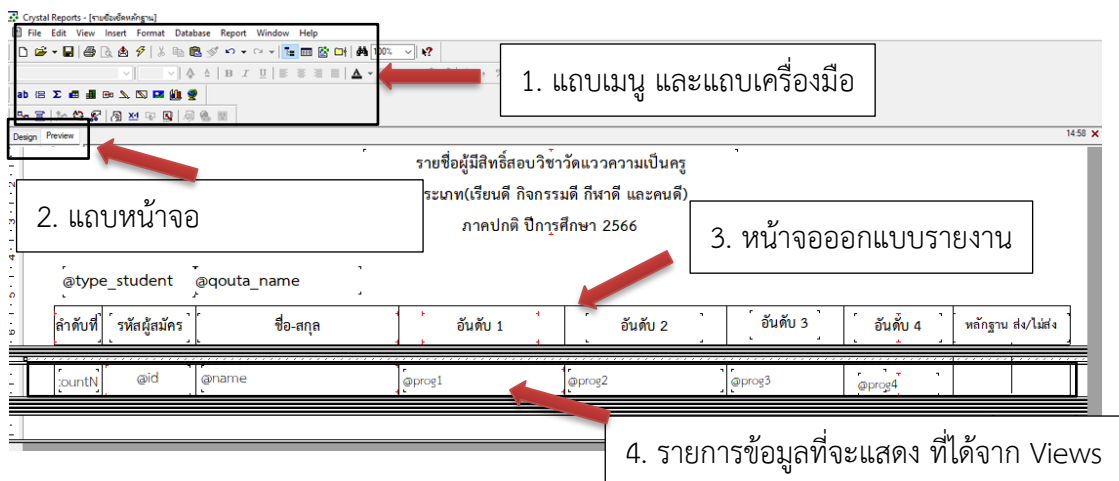 Crystal Reports - [รายชื่อเช็คหลักฐาน]
File Edit View Insert Format Database Report Window Help
100%
1. แถบเมนู และแถบเครื่องมือ
Design Preview
14:58
รายชื่อผู้มีสิทธิ์สอบวิชาวัดแววความเป็นครู
ระเภท(เรียนดี กิจกรรมดี กีฬาดี และคนดี)
2. แถบหน้าจอ
ภาคปกติ ปีการศึกษา 2566
3. หน้าจอออกแบบรายงาน
@type_student @qouta_name
ลำดับที่ รหัสผู้สมัคร ชื่อ-สกุล อันดับ 1 อันดับ 2 อันดับ 3 อันดับ 4 หลักฐาน ส่ง/ไม่ส่ง
countN @id @name @prog1 @prog2 @prog3 @prog4
4. รายการข้อมูลที่จะแสดง ที่ได้จาก Views